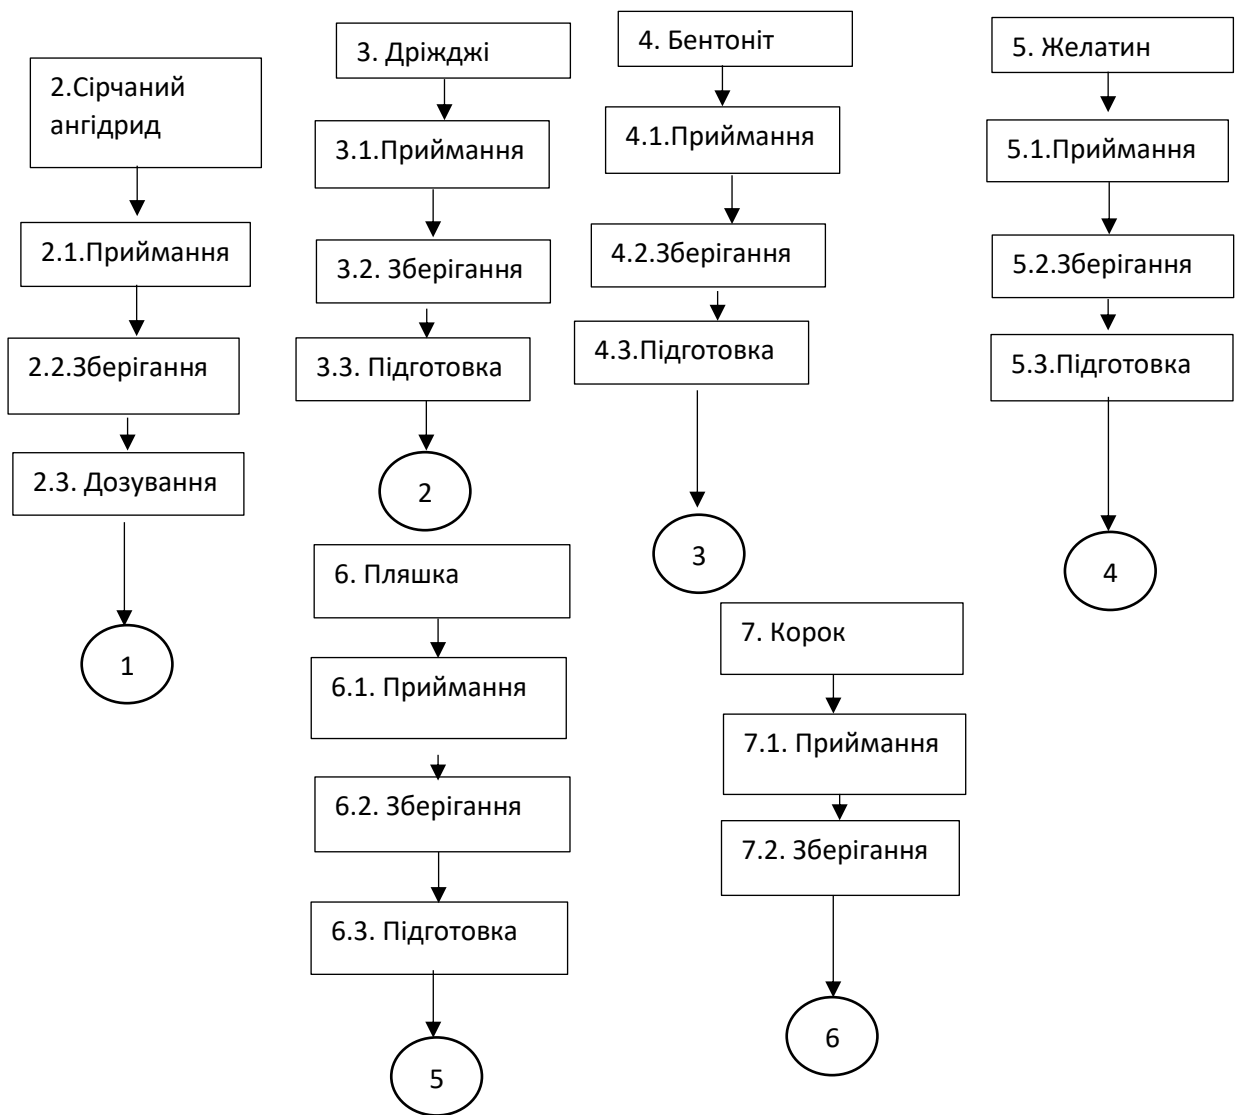 2.Сірчаний
ангідрид
2.1.Приймання
2.2.Зберігання
2.3. Дозування
1
3. Дріжджі
3.1.Приймання
3.2. Зберігання
3.3. Підготовка
2
4. Бентоніт
4.1.Приймання
4.2.Зберігання
4.3.Підготовка
3
5. Желатин
5.1.Приймання
5.2.Зберігання
5.3.Підготовка
4
6. Пляшка
6.1. Приймання
6.2. Зберігання
6.3. Підготовка
5
7. Корок
7.1. Приймання
7.2. Зберігання
6